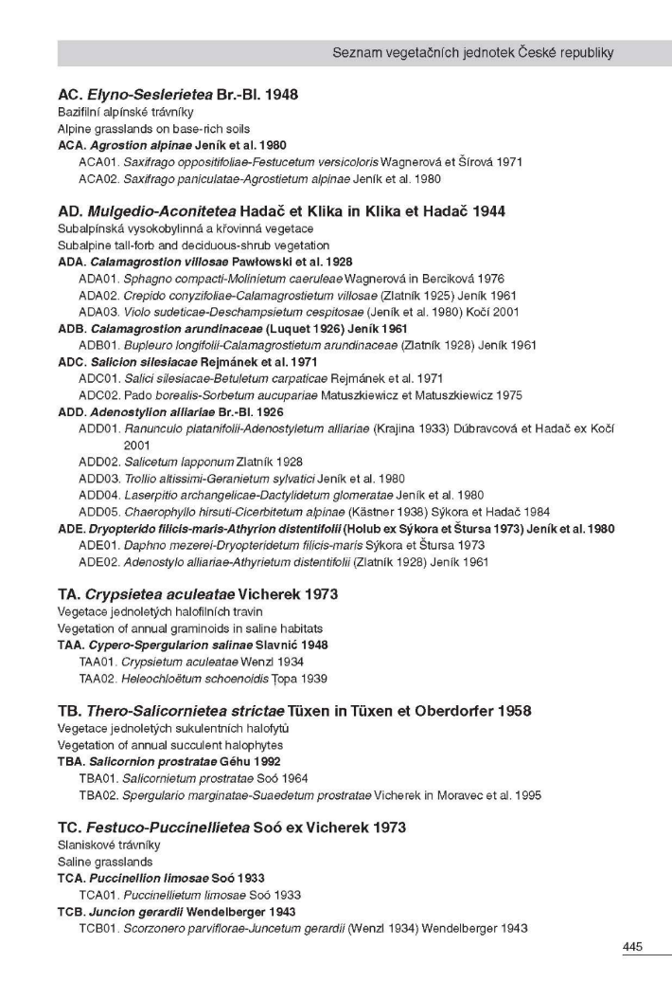 Seznam vegetačních jednotek České republiky
AC. Elyno-Seslerietea Br.-Bl. 1948
Bazifilní alpínské trávníky
Alpine grasslands on base-rich soils
ACA. Agrostion alpinae Jeník et al. 1980
ACA01. Saxifrago oppositifoliae-Festucetum versicoloris Wagnerová et Šírová 1971
ACA02. Saxifrago paniculatae-Agrostietum alpinae Jeník et al. 1980
AD. Mulgedio-Aconitetea Hadač et Klika in Klika et Hadač 1944
Subalpínská vysokobylinná a křovinná vegetace
Subalpine tall-forb and deciduous-shrub vegetation
ADA. Calamagrostion villosae Pawłowski et al. 1928
ADA01. Sphagno compacti-Molinietum caeruleae Wagnerová in Berciková 1976
ADA02. Crepido conyzifoliae-Calamagrostietum villosae (Zlatník 1925) Jeník 1961
ADA03. Violo sudeticae-Deschampsietum cespitosae (Jeník et al. 1980) Kočí 2001
ADB. Calamagrostion arundinaceae (Luquet 1926) Jeník 1961
ADB01. Bupleuro longifolii-Calamagrostietum arundinaceae (Zlatník 1928) Jeník 1961
ADC. Salicion silesiacae Rejmánek et al. 1971
ADC01. Salici silesiacae-Betuletum carpaticae Rejmánek et al. 1971
ADC02. Pado borealis-Sorbetum aucupariae Matuszkiewicz et Matuszkiewicz 1975
ADD. Adenostylion alliariae Br.-Bl. 1926
ADD01. Ranunculo platanifolii-Adenostyletum alliariae (Krajina 1933) Dúbravcová et Hadač ex Kočí
2001
ADD02. Salicetum lapponum Zlatník 1928
ADD03. Trollio altissimi-Geranietum sylvatici Jeník et al. 1980
ADD04. Laserpitio archangelicae-Dactylidetum glomeratae Jeník et al. 1980
ADD05. Chaerophyllo hirsuti-Cicerbitetum alpinae (Kästner 1938) Sýkora et Hadač 1984
ADE. Dryopterido filicis-maris-Athyrion distentifolii (Holub ex Sýkora et Štursa 1973) Jeník et al. 1980
ADE01. Daphno mezerei-Dryopteridetum filicis-maris Sýkora et Štursa 1973
ADE02. Adenostylo alliariae-Athyrietum distentifolii (Zlatník 1928) Jeník 1961
TA. Crypsietea aculeatae Vicherek 1973
Vegetace jednoletých halofilních travin
Vegetation of annual graminoids in saline habitats
TAA. Cypero-Spergularion salinae Slavnić 1948
TAA01. Crypsietum aculeatae Wenzl 1934
TAA02. Heleochloëtum schoenoidis Ţopa 1939
TB. Thero-Salicornietea strictae Tüxen in Tüxen et Oberdorfer 1958
Vegetace jednoletých sukulentních halofytů
Vegetation of annual succulent halophytes
TBA. Salicornion prostratae Géhu 1992
TBA01. Salicornietum prostratae Soó 1964
TBA02. Spergulario marginatae-Suaedetum prostratae Vicherek in Moravec et al. 1995
TC. Festuco-Puccinellietea Soó ex Vicherek 1973
Slaniskové trávníky
Saline grasslands
TCA. Puccinellion limosae Soó 1933
TCA01. Puccinellietum limosae Soó 1933
TCB. Juncion gerardii Wendelberger 1943
TCB01. Scorzonero parviflorae-Juncetum gerardii (Wenzl 1934) Wendelberger 1943
445